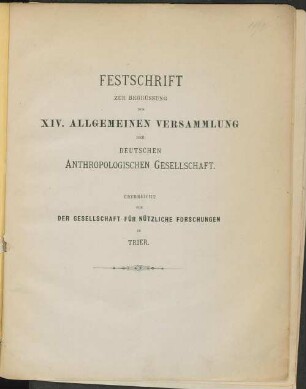 FESTSCHRIFT
ZUR BEGRÜSSUNG
DER
XIV. ALLGEMEINEN VERSAMMLUNG
DER
DEUTSCHEN
ANTHROPOLOGISCHEN GESELLSCHAFT.
ÜBERREICHT
VON
DER GESELLSCHAFT FÜR NÜTZLICHE FORSCHUNGEN
IN
TRIER.